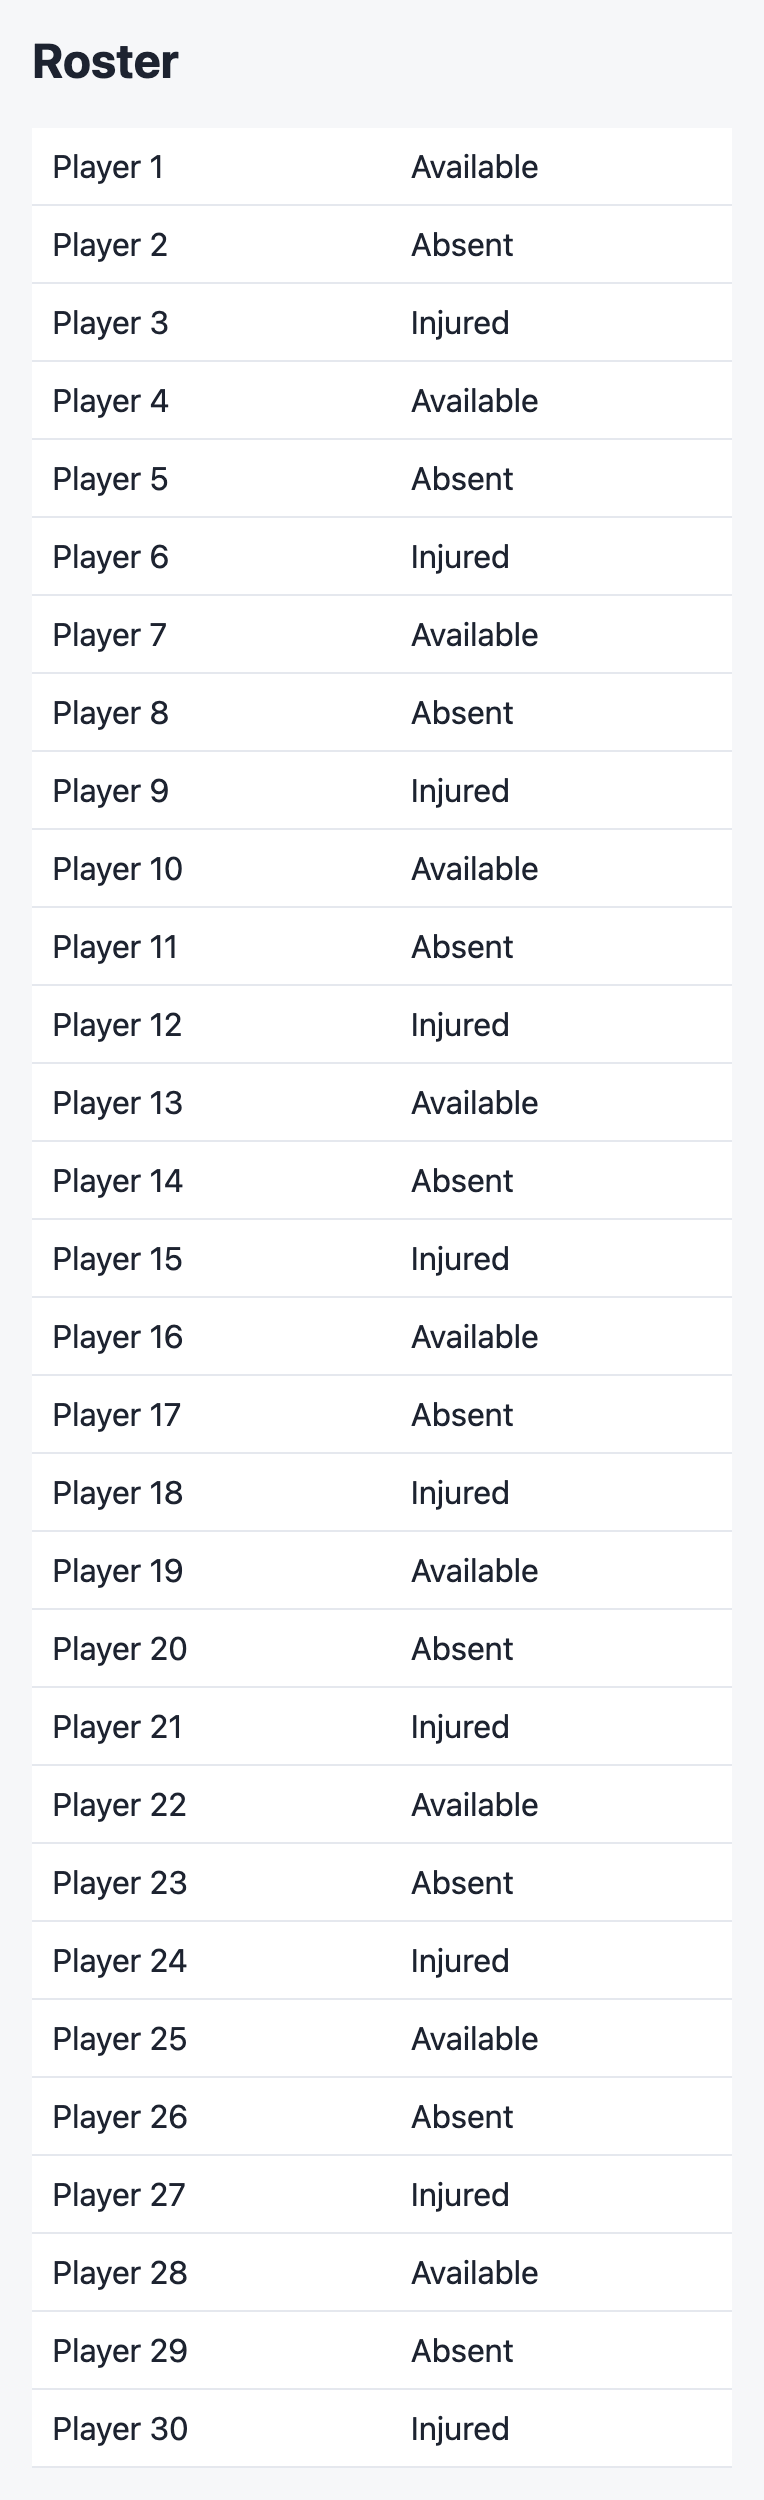 Roster
Player 1 Available
Player 2 Absent
Player 3 Injured
Player 4 Available
Player 5 Absent
Player 6 Injured
Player 7 Available
Player 8 Absent
Player 9 Injured
Player 10 Available
Player 11 Absent
Player 12 Injured
Player 13 Available
Player 14 Absent
Player 15 Injured
Player 16 Available
Player 17 Absent
Player 18 Injured
Player 19 Available
Player 20 Absent
Player 21 Injured
Player 22 Available
Player 23 Absent
Player 24 Injured
Player 25 Available
Player 26 Absent
Player 27 Injured
Player 28 Available
Player 29 Absent
Player 30 Injured